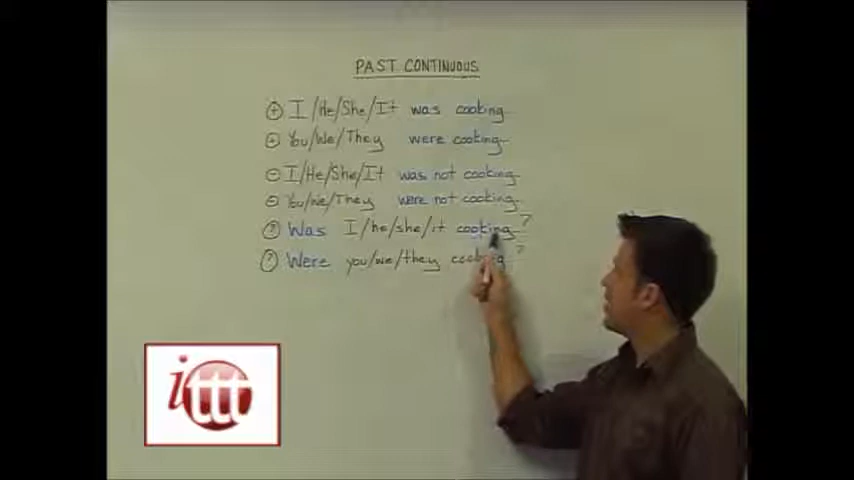 PAST CONTINUOUS
+ I/He/She/It was cooking
+ You/We/They were cooking
- I/He/She/It was not cooking
- You/We/They were not cooking
? Was I/he/she/it cooking ?
? Were you/we/they cooking ?
ittt